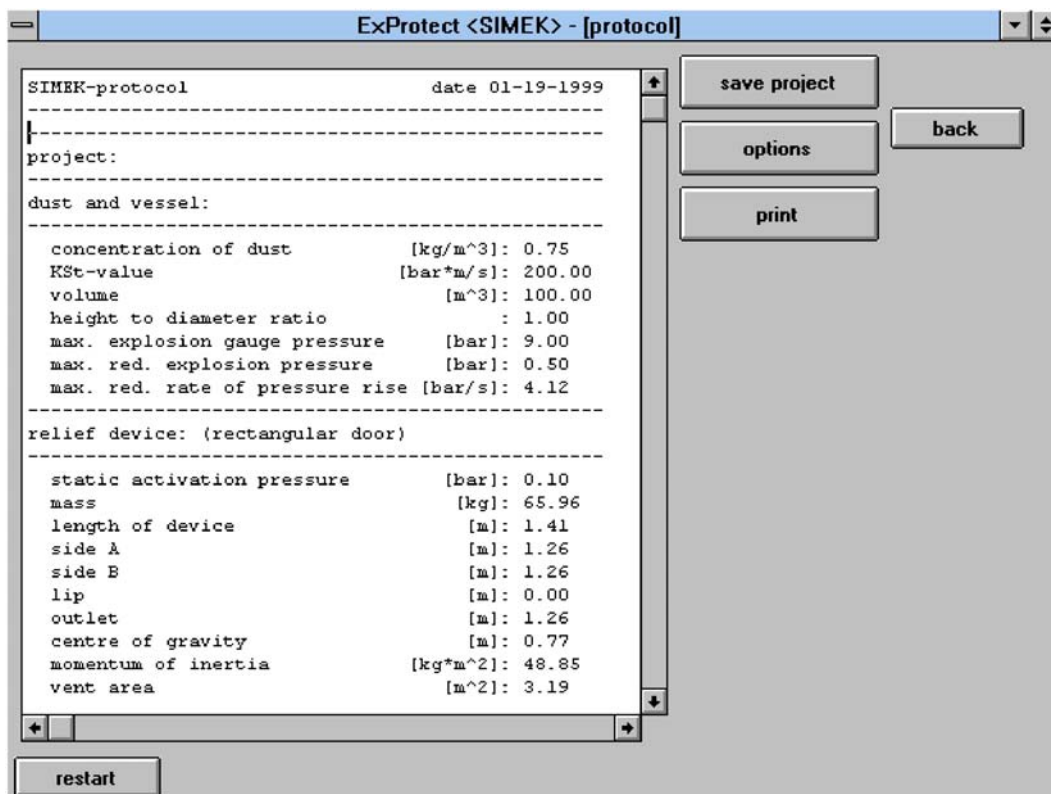 ExProtect <SIMEK> - [protocol]
SIMEK-protocol date 01-19-1999
--------------------------------------------------
--------------------------------------------------
project:
--------------------------------------------------
dust and vessel:
--------------------------------------------------
concentration of dust [kg/m^3]: 0.75
KSt-value [bar*m/s]: 200.00
volume [m^3]: 100.00
height to diameter ratio : 1.00
max. explosion gauge pressure [bar]: 9.00
max. red. explosion pressure [bar]: 0.50
max. red. rate of pressure rise [bar/s]: 4.12
--------------------------------------------------
relief device: (rectangular door)
--------------------------------------------------
static activation pressure [bar]: 0.10
mass [kg]: 65.96
length of device [m]: 1.41
side A [m]: 1.26
side B [m]: 1.26
lip [m]: 0.00
outlet [m]: 1.26
centre of gravity [m]: 0.77
momentum of inertia [kg*m^2]: 48.85
vent area [m^2]: 3.19
save project
options
print
back
restart